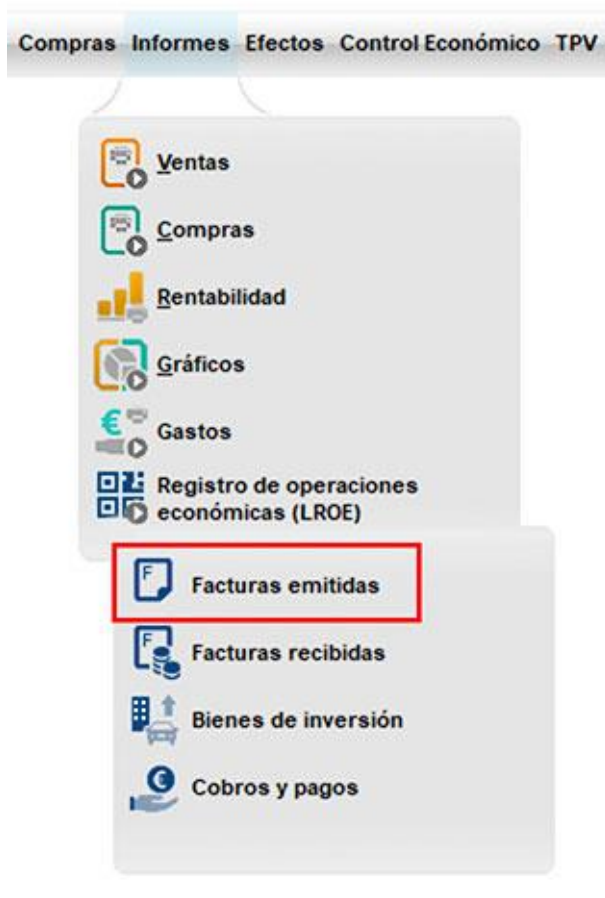 Compras Informes Efectos Control Económico TPV
Ventas
Compras
Rentabilidad
Gráficos
Gastos
Registro de operaciones
económicas (LROE)
F
Facturas emitidas
F
Facturas recibidas
Bienes de inversión
€
Cobros y pagos